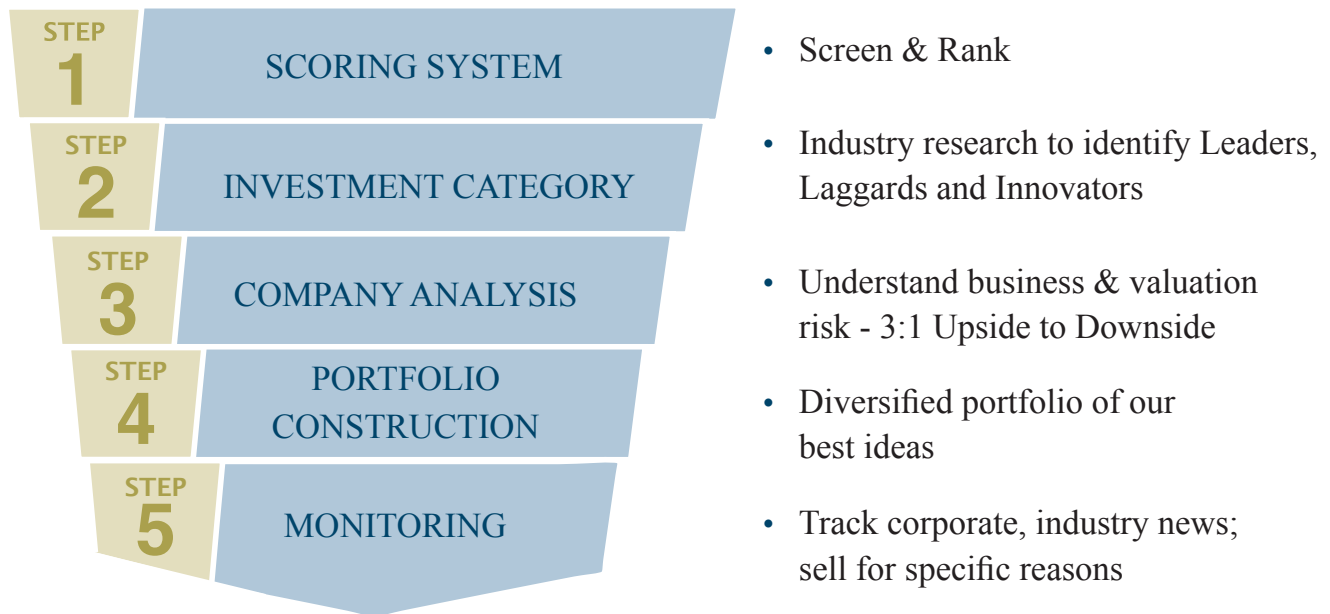 STEP
1
SCORING SYSTEM
• Screen & Rank
STEP
2
INVESTMENT CATEGORY
• Industry research to identify Leaders,
Laggards and Innovators
STEP
3
COMPANY ANALYSIS
• Understand business & valuation
risk - 3:1 Upside to Downside
STEP
4
PORTFOLIO
CONSTRUCTION
• Diversified portfolio of our
best ideas
STEP
5
MONITORING
• Track corporate, industry news;
sell for specific reasons